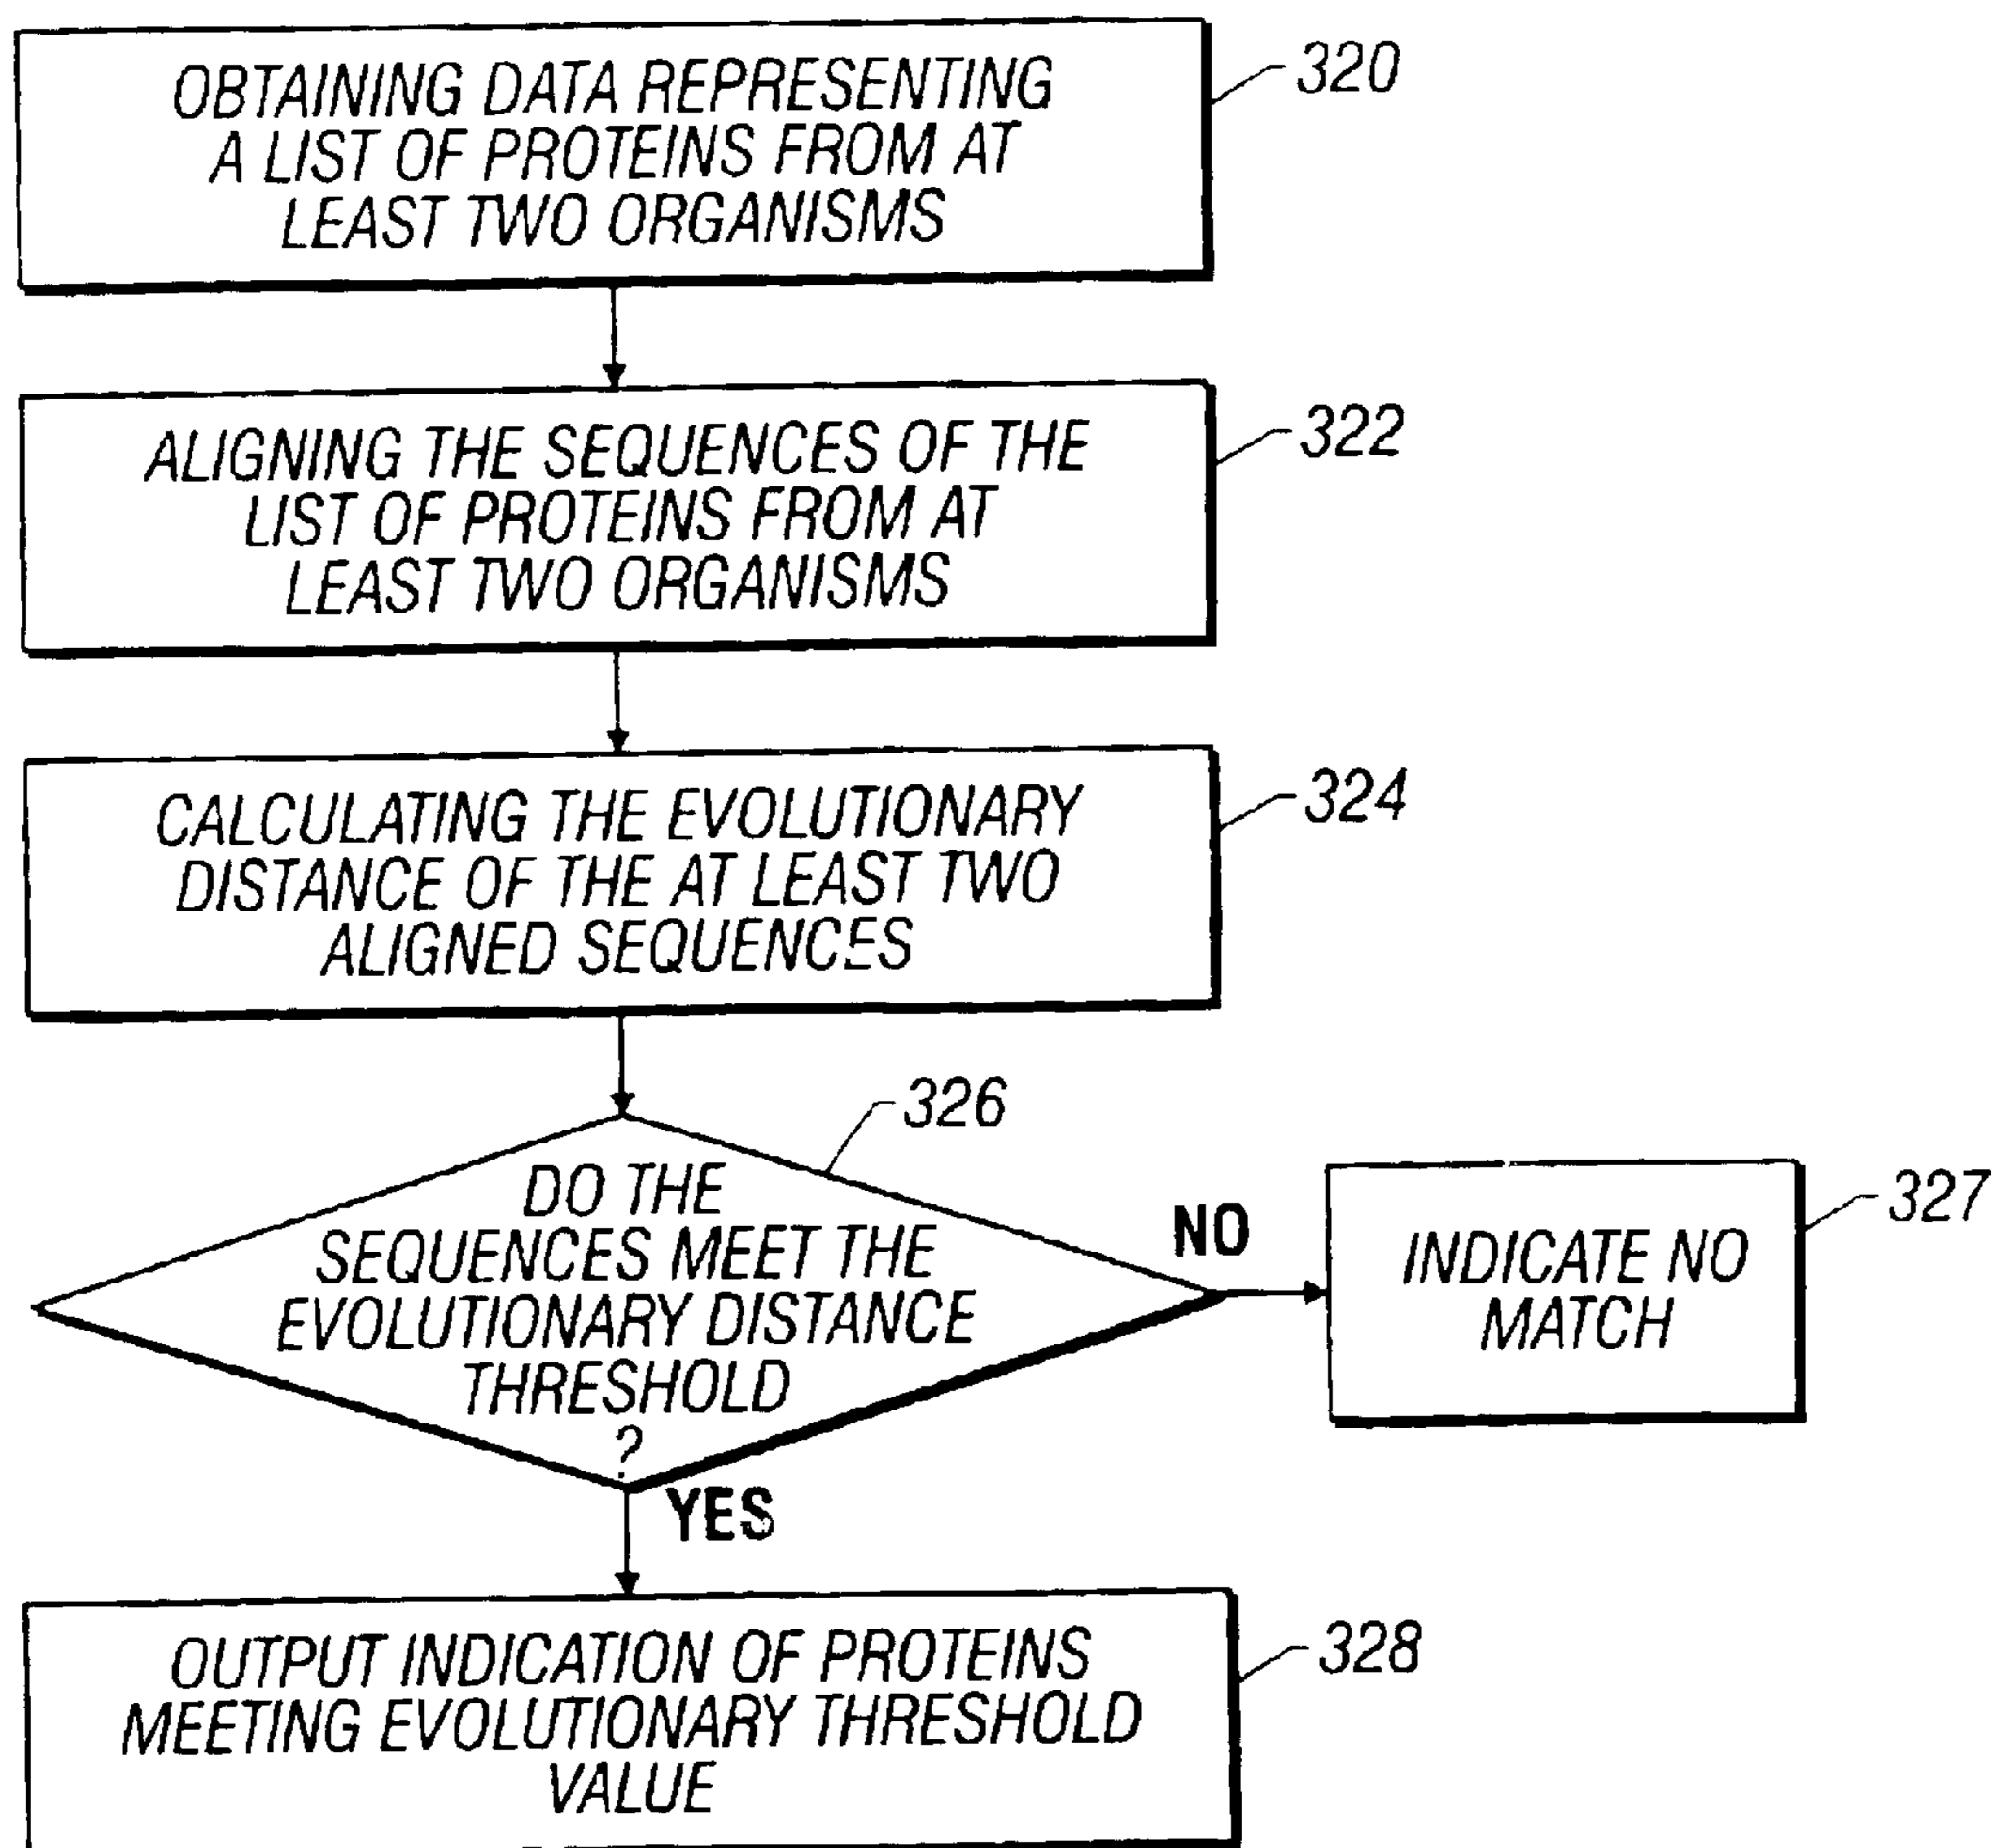 OBTAINING DATA REPRESENTING
A LIST OF PROTEINS FROM AT
LEAST TWO ORGANISMS
320
ALIGNING THE SEQUENCES OF THE
LIST OF PROTEINS FROM AT
LEAST TWO ORGANISMS
322
CALCULATING THE EVOLUTIONARY
DISTANCE OF THE AT LEAST TWO
ALIGNED SEQUENCES
324
326
DO THE
SEQUENCES MEET THE
EVOLUTIONARY DISTANCE
THRESHOLD
?
NO
INDICATE NO
MATCH
327
YES
OUTPUT INDICATION OF PROTEINS
MEETING EVOLUTIONARY THRESHOLD
VALUE
328